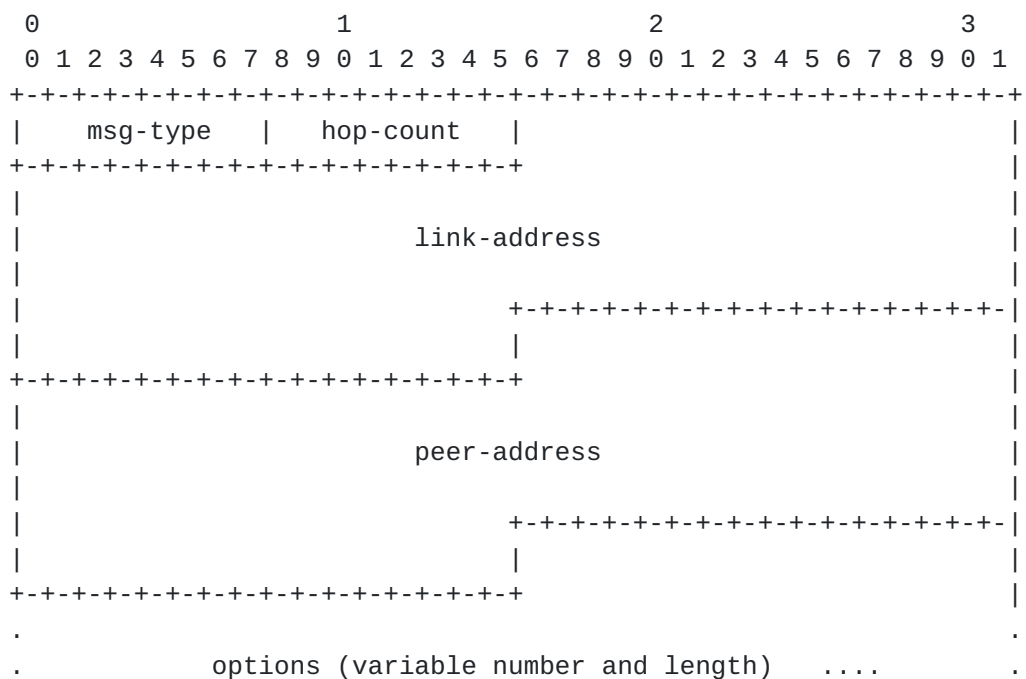 0                   1                   2                   3
 0 1 2 3 4 5 6 7 8 9 0 1 2 3 4 5 6 7 8 9 0 1 2 3 4 5 6 7 8 9 0 1
+-+-+-+-+-+-+-+-+-+-+-+-+-+-+-+-+-+-+-+-+-+-+-+-+-+-+-+-+-+-+-+-+
|    msg-type   |   hop-count   |                               |
+-+-+-+-+-+-+-+-+-+-+-+-+-+-+-+-+                               |
|                                                               |
|                         link-address                          |
|                                                               |
|                               +-+-+-+-+-+-+-+-+-+-+-+-+-+-+-+-|
|                               |                               |
+-+-+-+-+-+-+-+-+-+-+-+-+-+-+-+-+                               |
|                                                               |
|                         peer-address                          |
|                                                               |
|                               +-+-+-+-+-+-+-+-+-+-+-+-+-+-+-+-|
|                               |                               |
+-+-+-+-+-+-+-+-+-+-+-+-+-+-+-+-+                               |
.                                                               .
.            options (variable number and length)   ....        .